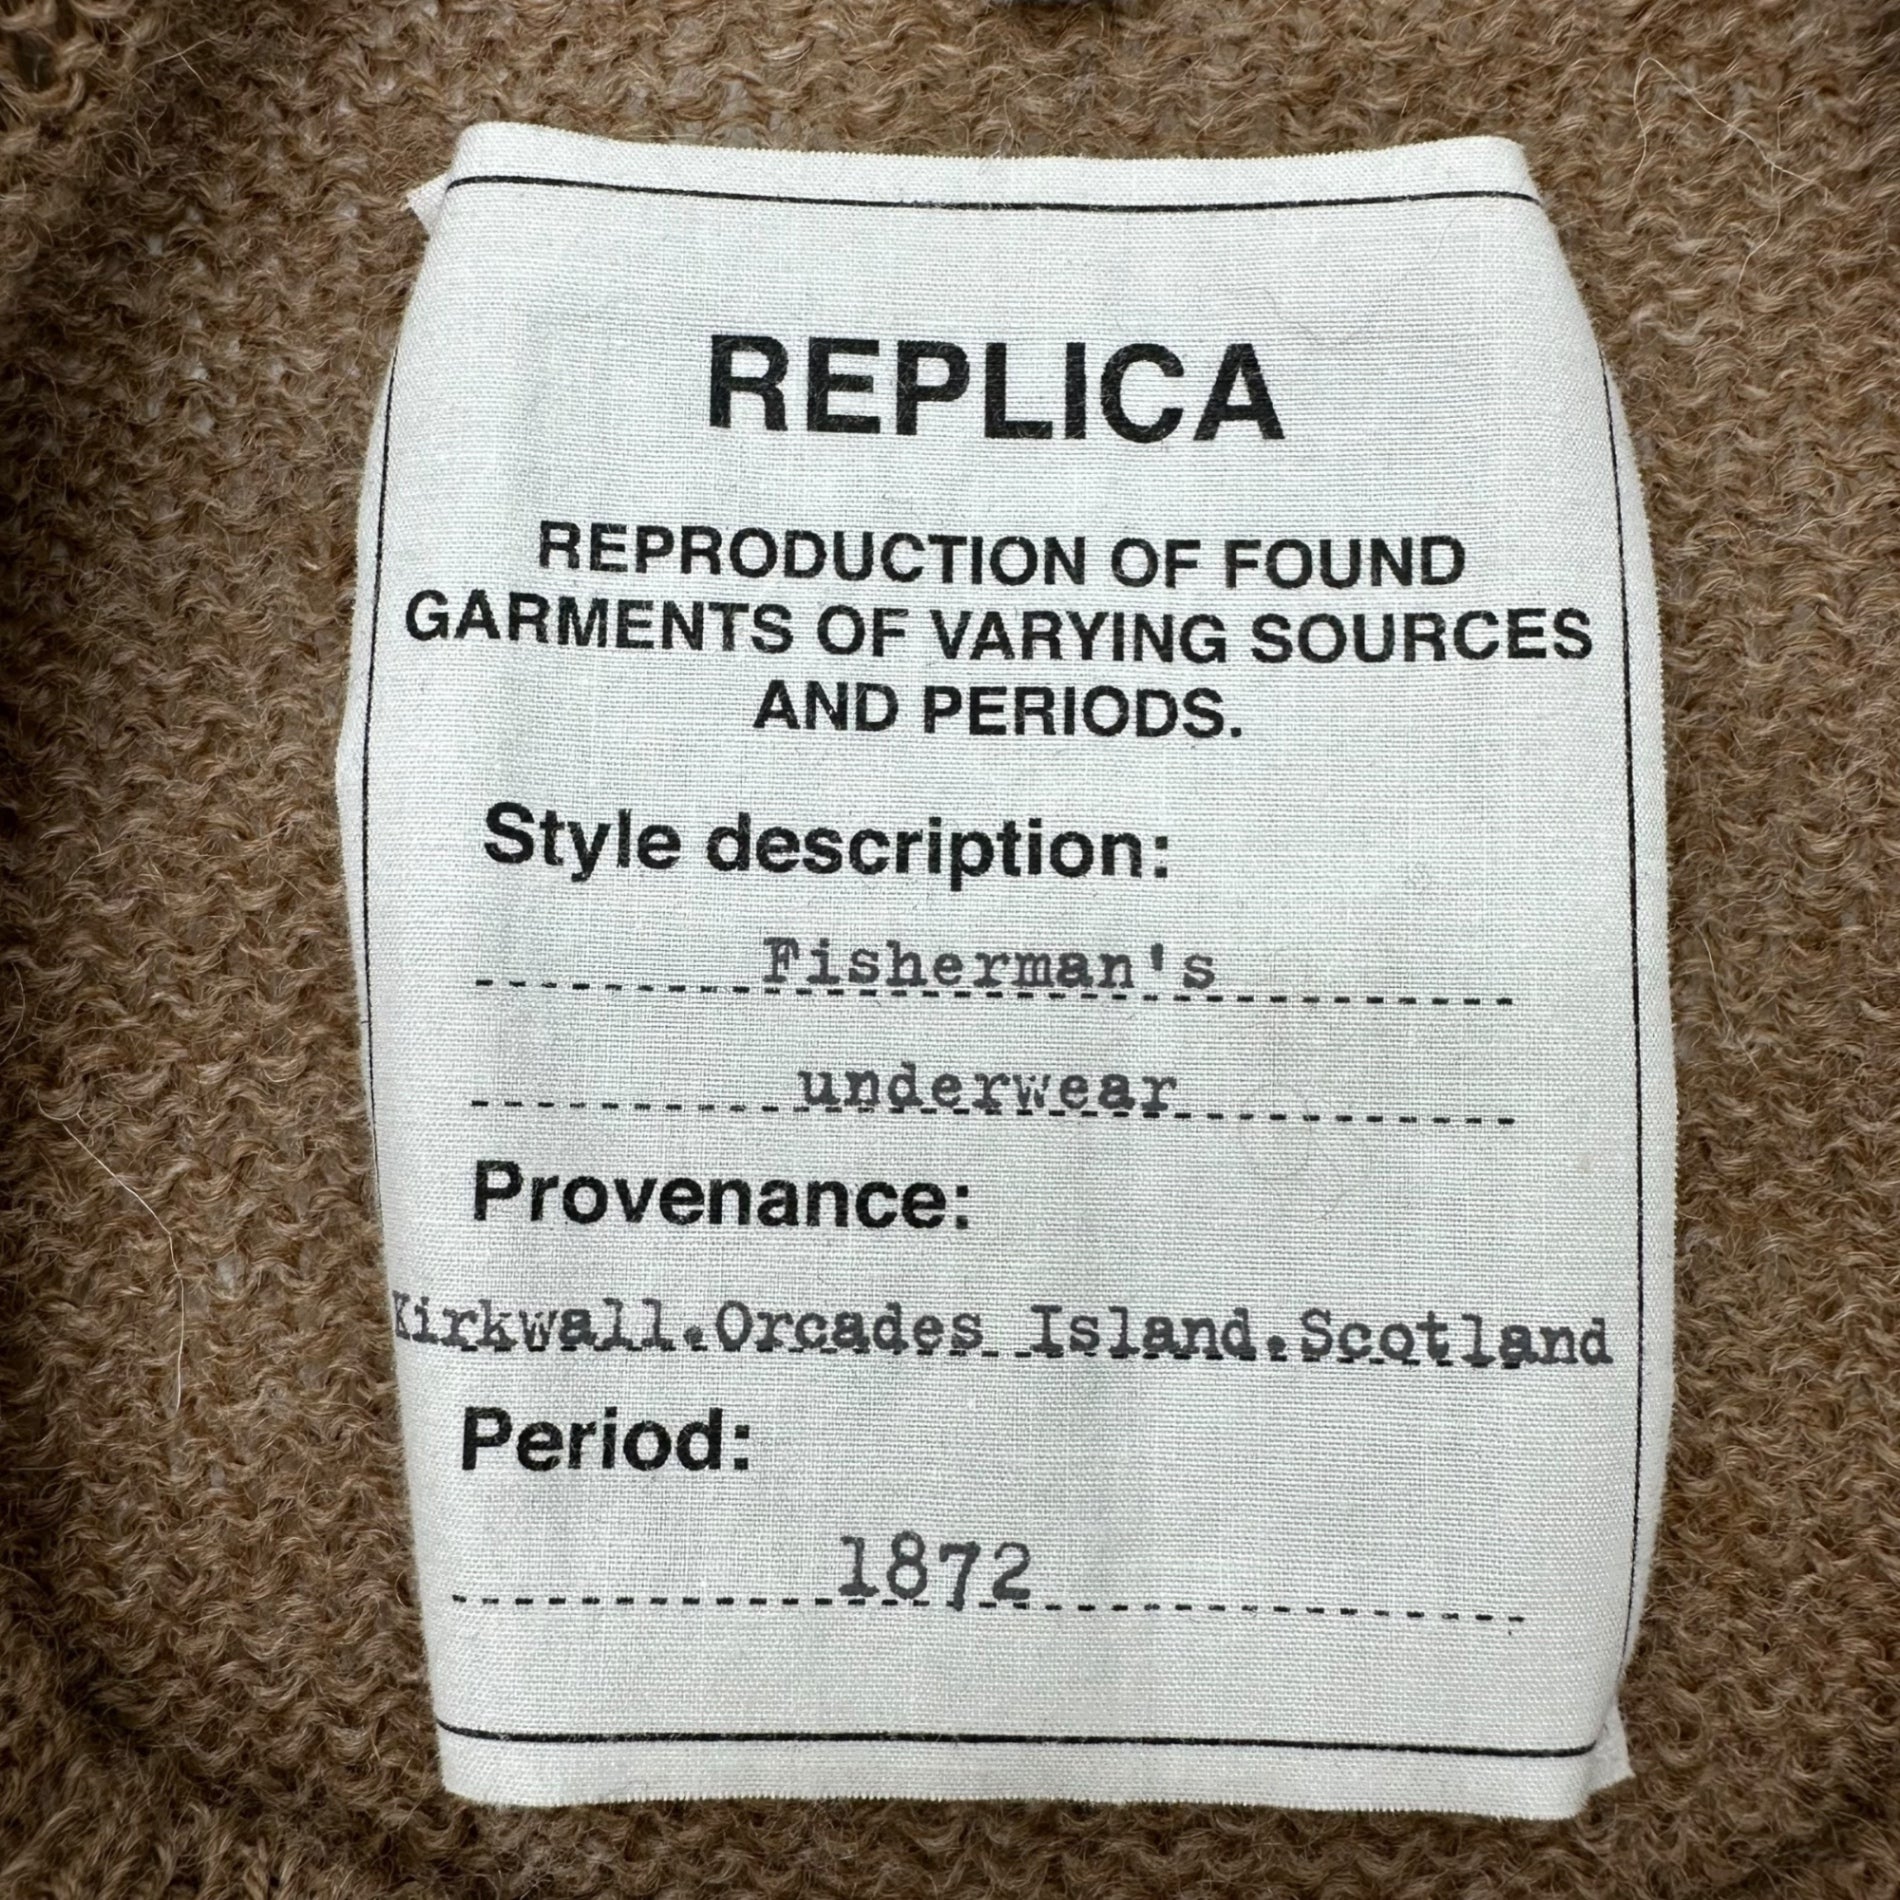 REPLICA
REPRODUCTION OF FOUND
GARMENTS OF VARYING SOURCES
AND PERIODS.
Style description:
Fisherman's
underwear
Provenance:
Kirkwall.Orcades Island.Scotland
Period:
1872